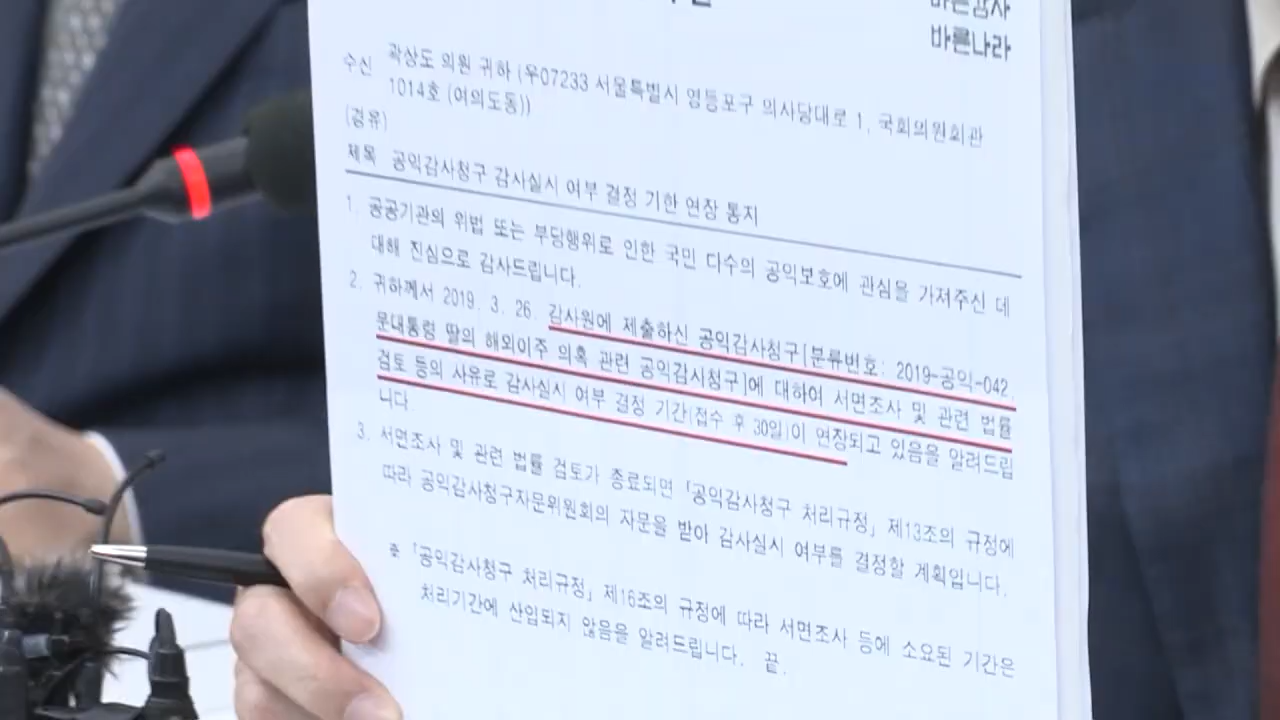 바른감사
바른나라
수신 곽상도 의원 귀하 (우07233 서울특별시 영등포구 의사당대로 1, 국회의원회관
1014호 (여의도동))
(경유)
제목 공익감사청구 감사실시 여부 결정 기한 연장 통지
1. 공공기관의 위법 또는 부당행위로 인한 국민 다수의 공익보호에 관심을 가져주신 데
대해 진심으로 감사드립니다.
2. 귀하께서 2019. 3. 26. 감사원에 제출하신 공익감사청구[분류번호: 2019-공익-042,
문대통령 딸의 해외이주 의혹 관련 공익감시청구]에 대하여 서면조사 및 관련 법률
검토 등의 사유로 감사실시 여부 결정 기간(접수 후 30일)이 연장되고 있음을 알려드립
니다.
3. 서면조사 및 관련 법률 검토가 종료되면 「공익감사청구 처리규정」 제13조의 규정에
따라 공익감사청구자문위원회의 자문을 받아 감사실시 여부를 결정할 계획입니다.
※ 「공익감사청구 처리규정」 제16조의 규정에 따라 서면조사 등에 소요된 기간은
처리기간에 산입되지 않음을 알려드립니다. 끝.